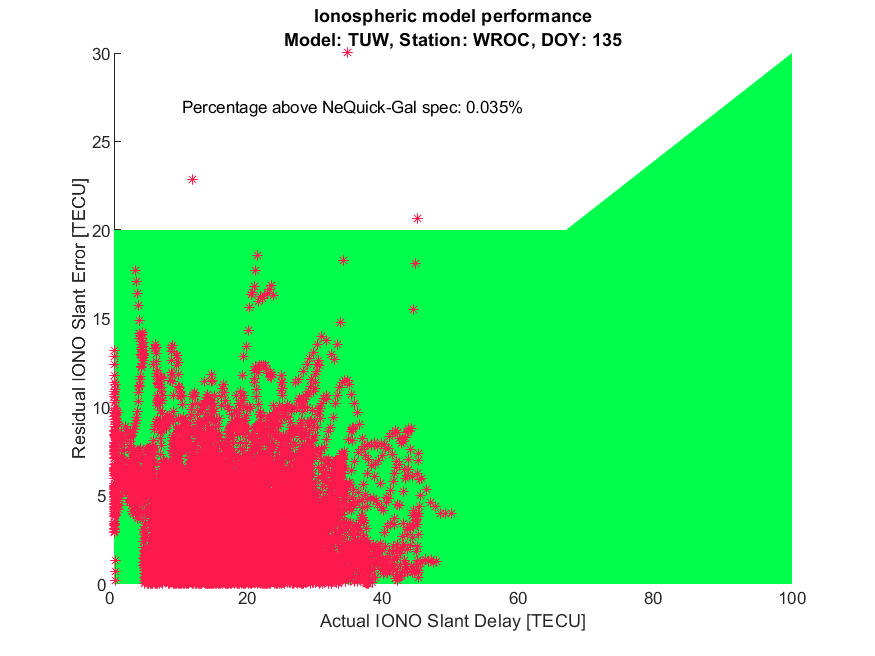 Ionospheric model performance
Model: TUW, Station: WROC, DOY: 135
Percentage above NeQuick-Gal spec: 0.035%
Residual IONO Slant Error [TECU]
30
25
20
15
10
5
0
0 20 40 60 80 100
Actual IONO Slant Delay [TECU]